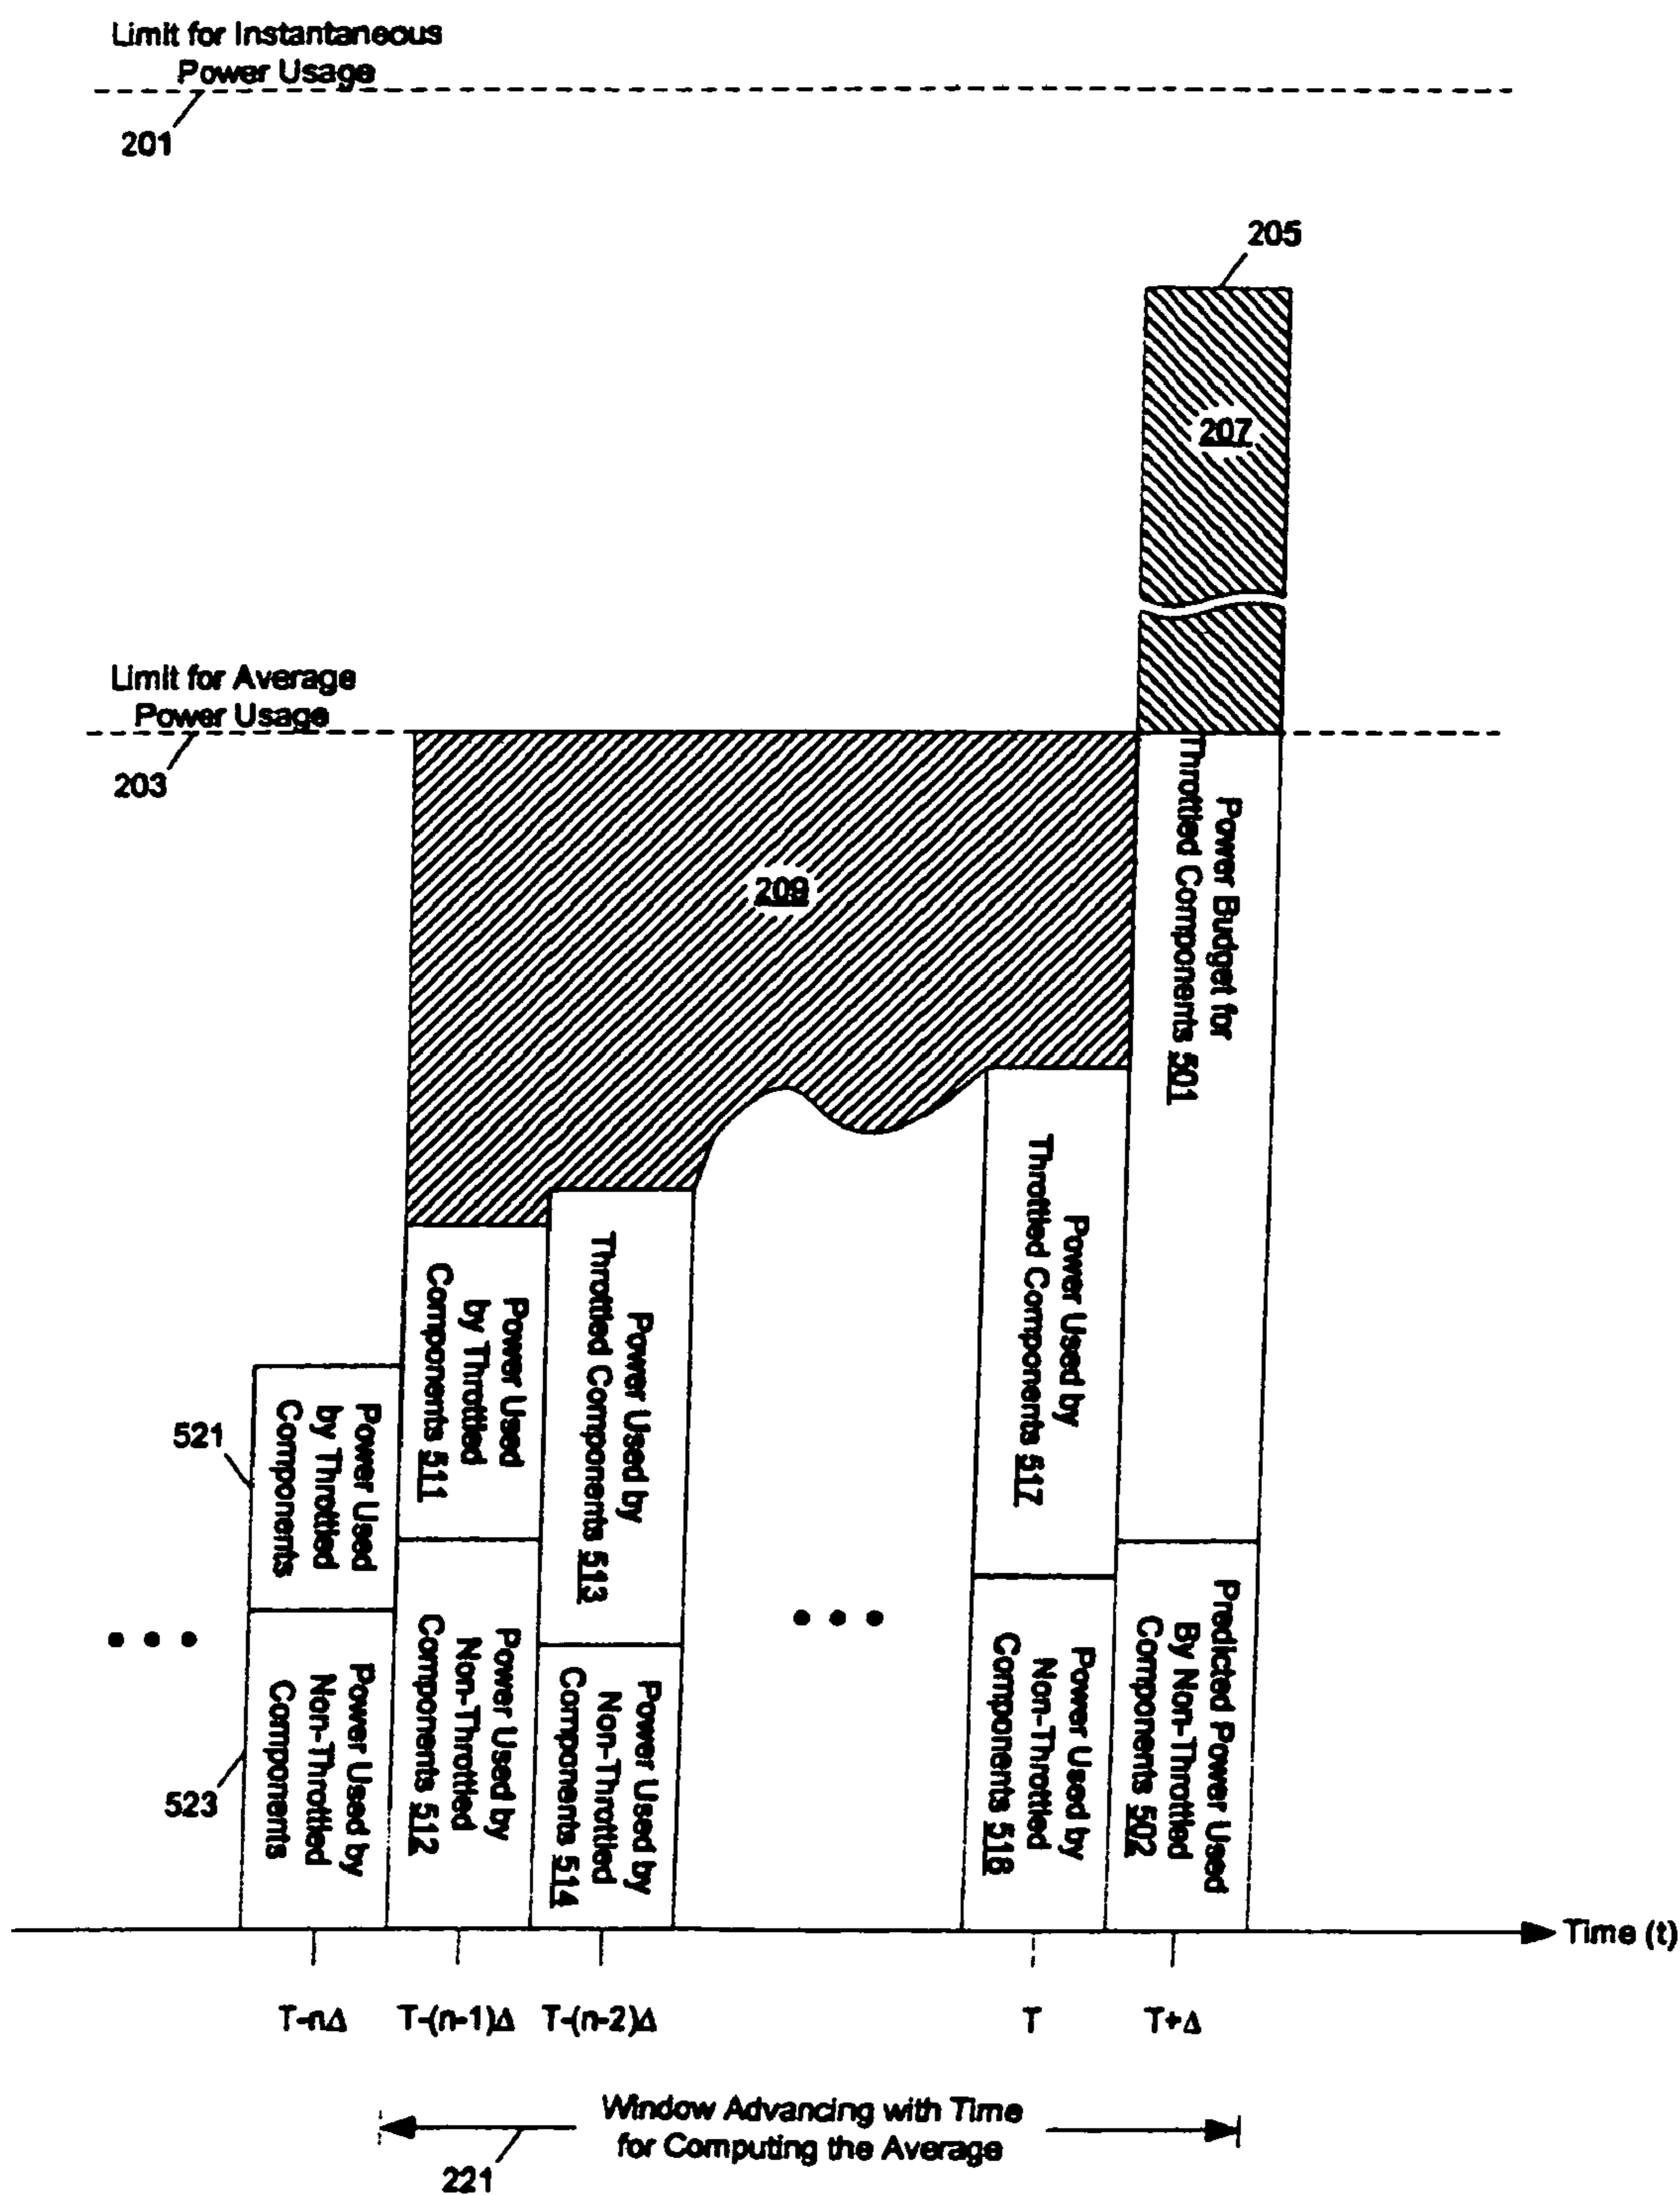 Limit for Instantaneous
Power Usage
201
205
207
Limit for Average
Power Usage
203
209
Power Budget for
Throttled Components 501
Power Used by
Throttled Components 517
Power Used by
Throttled Components 513
Power Used
by Throttled
Components 511
Power Used
by Throttled
Components
521
Power Used by
Non-Throttled
Components
523
Power Used by
Non-Throttled
Components 512
Power Used by
Non-Throttled
Components 514
Power Used by
Non-Throttled
Components 518
Predicted Power Used
By Non-Throttled
Components 502
Time (t)
T-nΔ
T-(n-1)Δ
T-(n-2)Δ
T
T+Δ
Window Advancing with Time
for Computing the Average
221